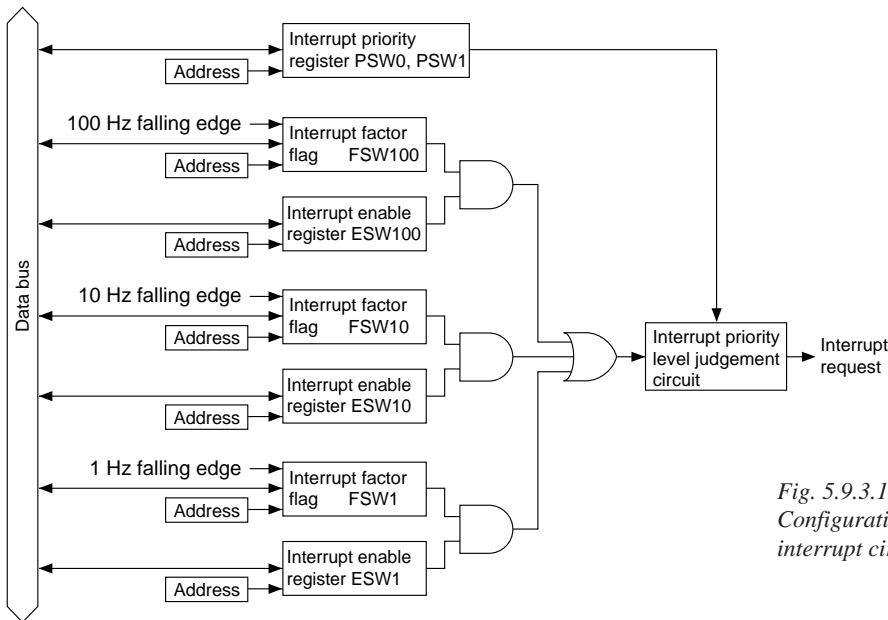 Data bus
Interrupt priority
register PSW0, PSW1
Address
100 Hz falling edge
Interrupt factor
flag FSW100
Address
Interrupt enable
register ESW100
Address
10 Hz falling edge
Interrupt factor
flag FSW10
Address
Interrupt enable
register ESW10
Address
1 Hz falling edge
Interrupt factor
flag FSW1
Address
Interrupt enable
register ESW1
Address
Interrupt priority
level judgement
circuit
Interrupt
request
Fig. 5.9.3.1
Configurati
interrupt cir